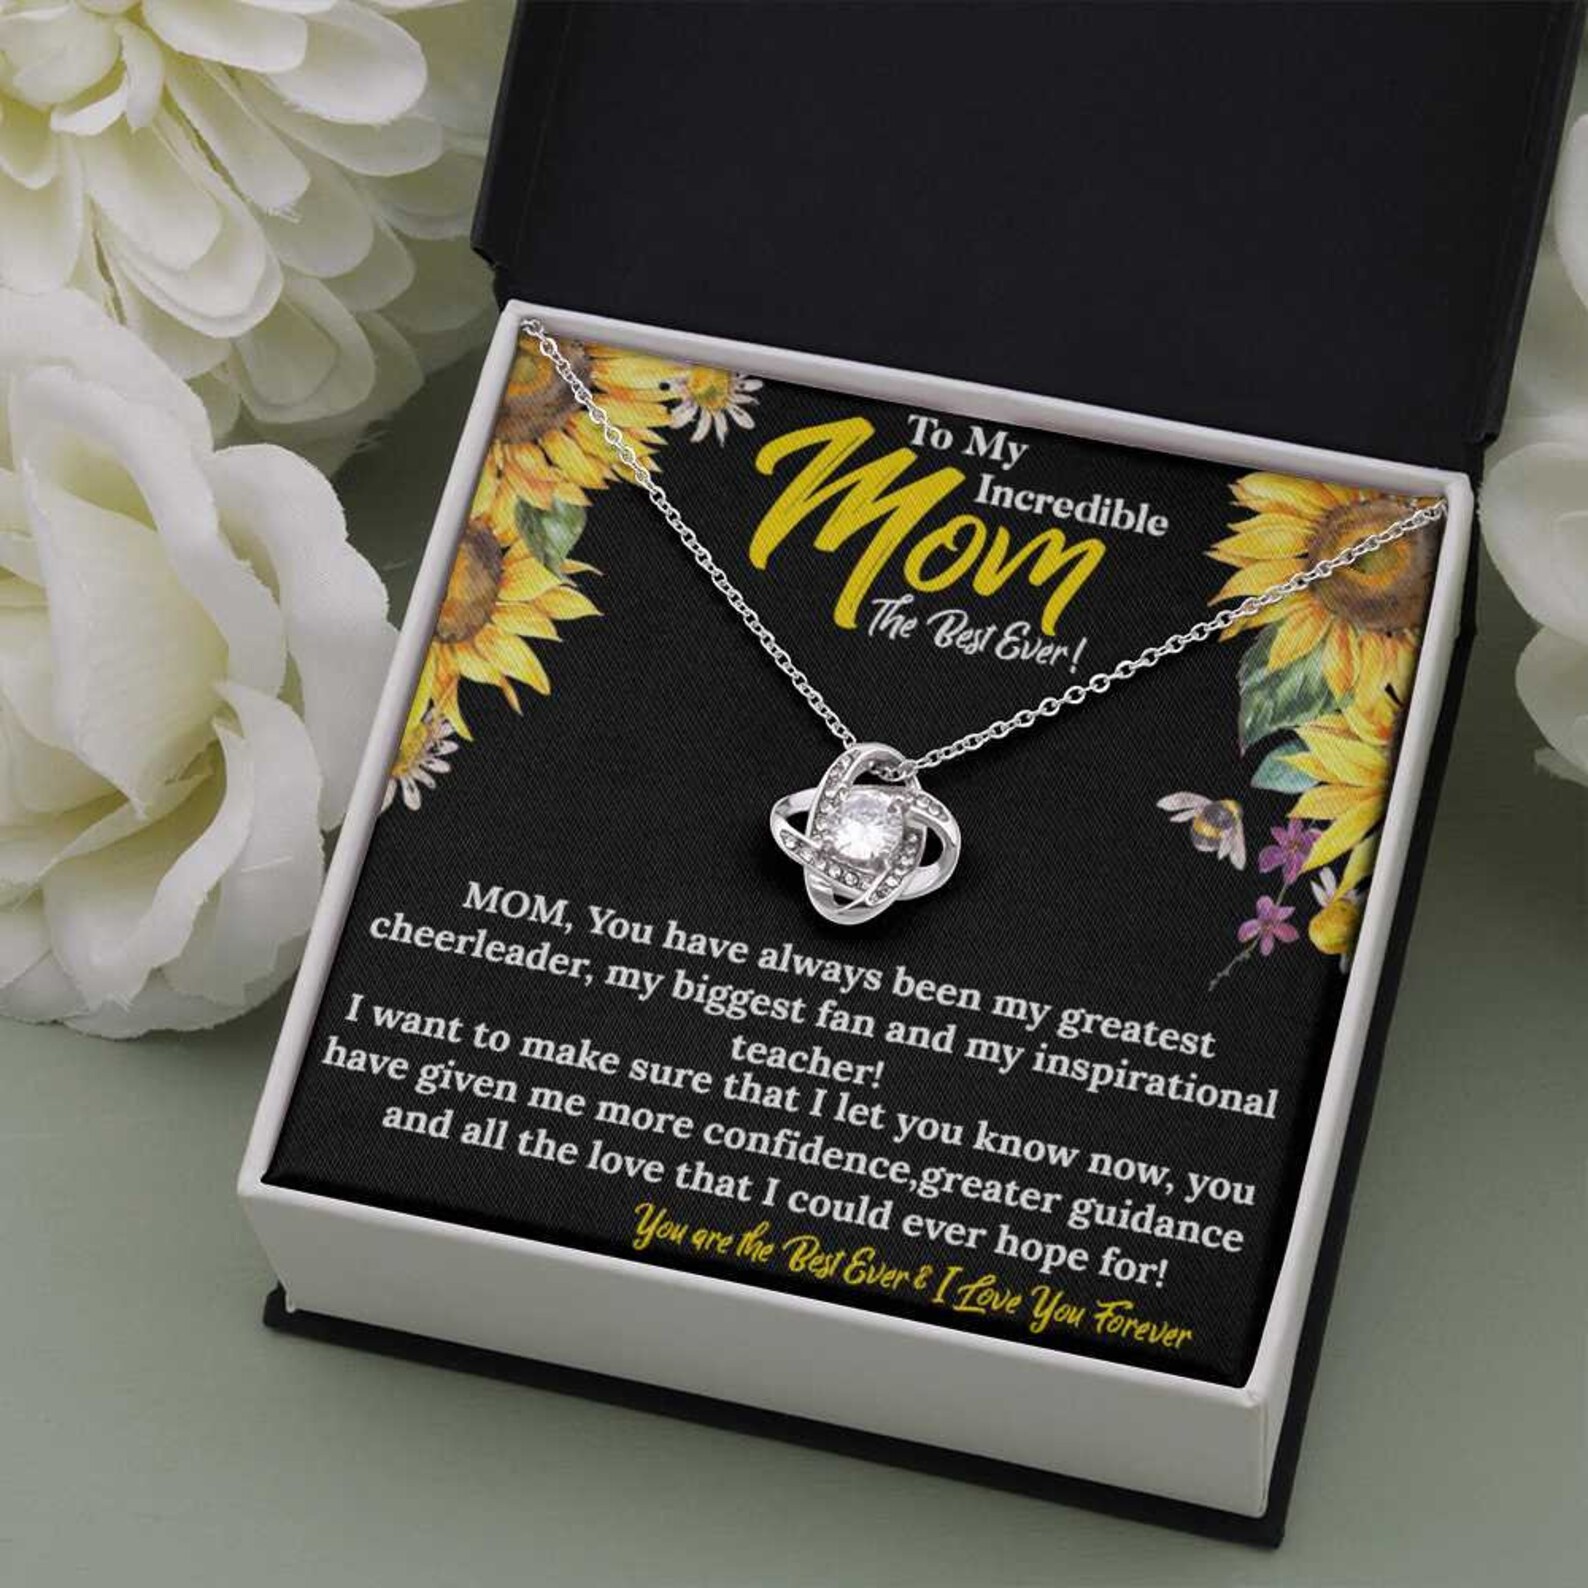 To My
Incredible
Mom
The Best Ever!
MOM, You have always been my greatest
cheerleader, my biggest fan and my inspirational
teacher!
I want to make sure that I let you know now, you
have given me more confidence,greater guidance
and all the love that I could ever hope for!
You are the Best Ever & I Love You Forever